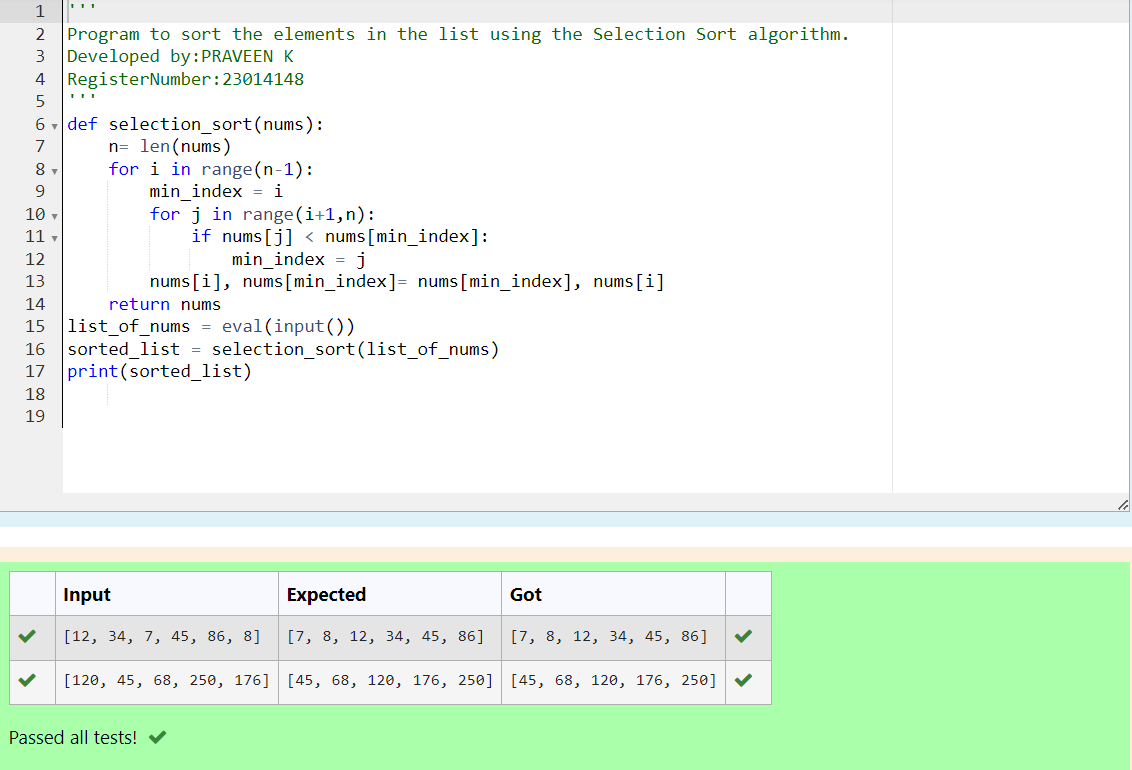 1 '''
2 Program to sort the elements in the list using the Selection Sort algorithm.
3 Developed by:PRAVEEN K
4 RegisterNumber:23014148
5 '''
6 def selection_sort(nums):
7     n= len(nums)
8     for i in range(n-1):
9         min_index = i
10         for j in range(i+1,n):
11             if nums[j] < nums[min_index]:
12                 min_index = j
13         nums[i], nums[min_index]= nums[min_index], nums[i]
14     return nums
15 list_of_nums = eval(input())
16 sorted_list = selection_sort(list_of_nums)
17 print(sorted_list)
18
19
Input Expected Got
[12, 34, 7, 45, 86, 8] [7, 8, 12, 34, 45, 86] [7, 8, 12, 34, 45, 86]
[120, 45, 68, 250, 176] [45, 68, 120, 176, 250] [45, 68, 120, 176, 250]
Passed all tests!